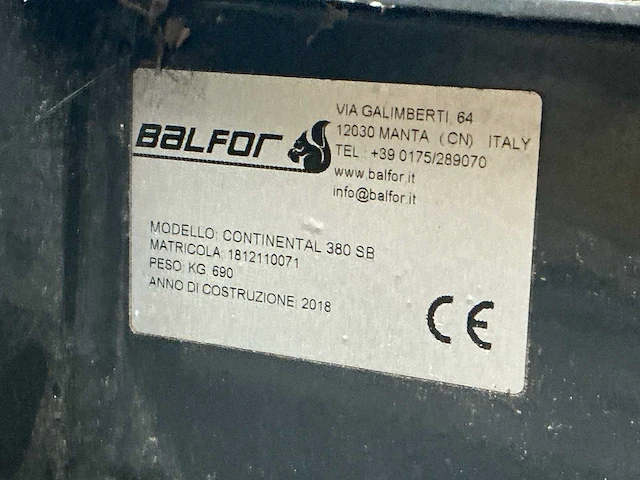 BALFOR
VIA GALIMBERTI, 64
12030 MANTA (CN) ITALY
TEL.: +39 0175/289070
www.balfor.it
info@balfor.it
MODELLO: CONTINENTAL 380 SB
MATRICOLA: 1812110071
PESO: KG. 690
ANNO DI COSTRUZIONE: 2018
CE